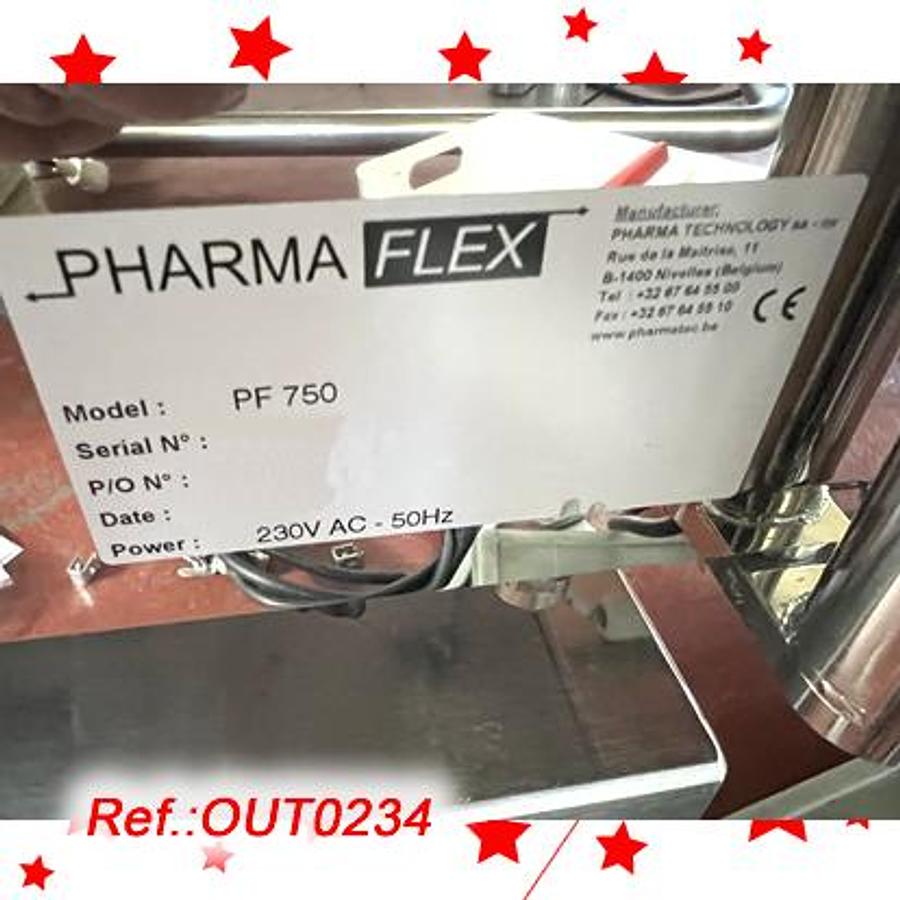 PHARMA FLEX
Manufacturer:
PHARMA TECHNOLOGY sa - nv
Rue de la Maîtrise, 11
B-1400 Nivelles (Belgium)
Tel : +32 67 64 55 00
Fax : +32 67 64 55 10
www.pharmatec.be
CE
Model : PF 750
Serial N° :
P/O N° :
Date :
Power : 230V AC - 50Hz
Ref.:OUT0234